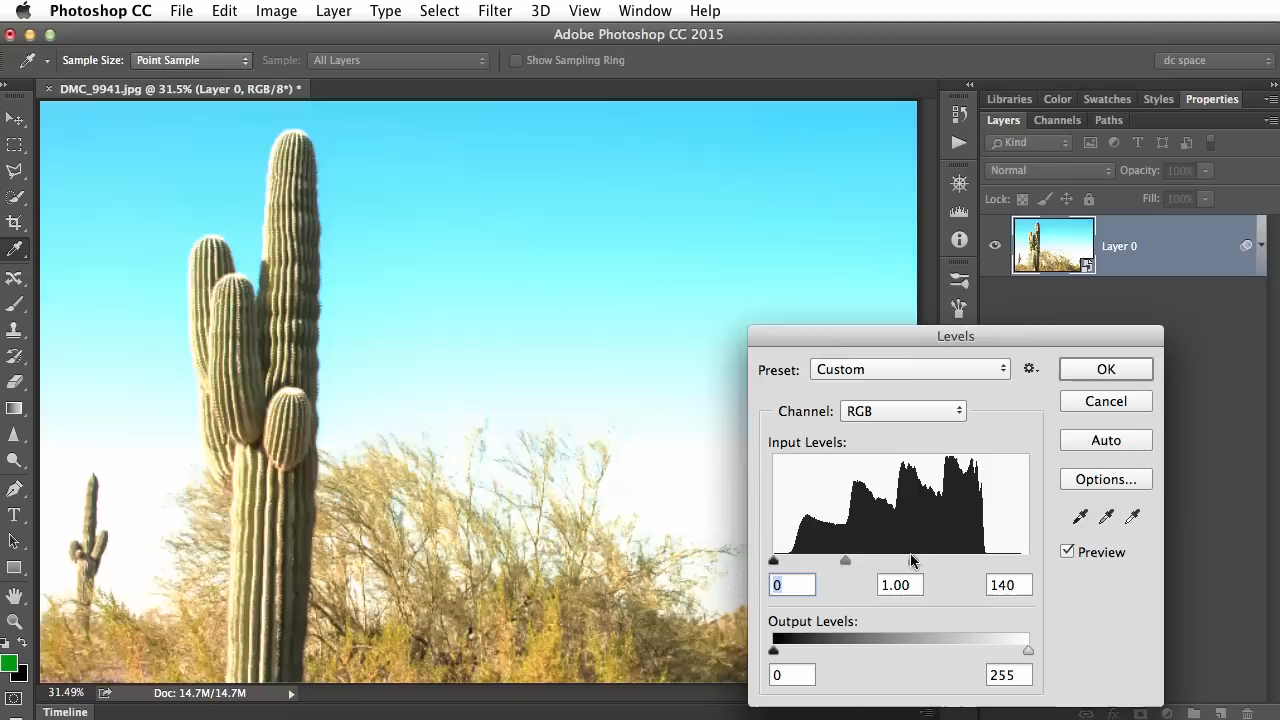 Photoshop CC File Edit Image Layer Type Select Filter 3D View Window Help
Adobe Photoshop CC 2015
Sample Size: Point Sample Sample: All Layers Show Sampling Ring dc space
× DMC_9941.jpg @ 31.5% (Layer 0, RGB/8*) *
Libraries Color Swatches Styles Properties
Layers Channels Paths
Kind
Normal Opacity: 100%
Lock: Fill: 100%
Layer 0
Levels
Preset: Custom OK
Cancel
Channel: RGB
Auto
Input Levels:
Options...
Preview
0 1.00 140
Output Levels:
0 255
31.49% Doc: 14.7M/14.7M
Timeline